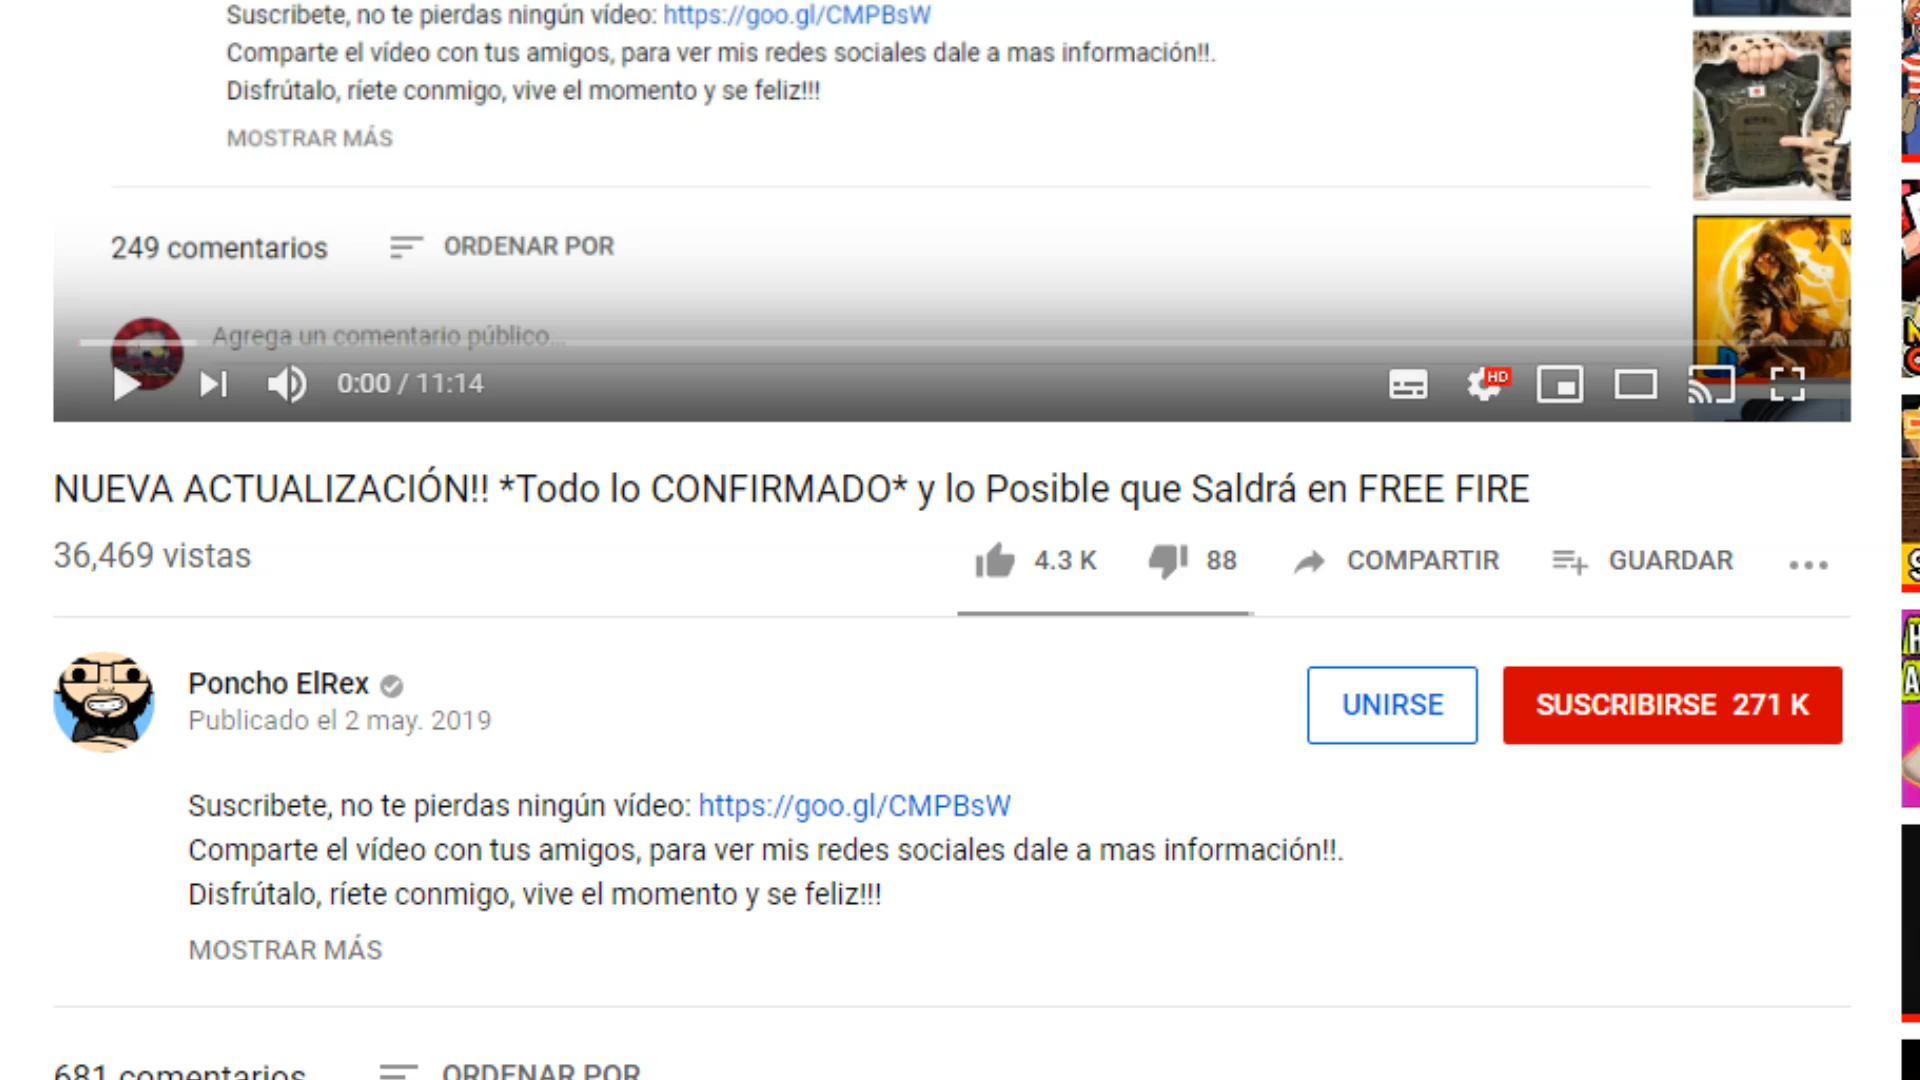 Suscribete, no te pierdas ningún vídeo: https://goo.gl/CMPBsW
Comparte el vídeo con tus amigos, para ver mis redes sociales dale a mas información!!.
Disfrútalo, ríete conmigo, vive el momento y se feliz!!!
MOSTRAR MÁS
249 comentarios ORDENAR POR
Agrega un comentario público...
0:00 / 11:14 HD
NUEVA ACTUALIZACIÓN!! *Todo lo CONFIRMADO* y lo Posible que Saldrá en FREE FIRE
36,469 vistas 4.3 K 88 COMPARTIR GUARDAR
Poncho ElRex
Publicado el 2 may. 2019
UNIRSE SUSCRIBIRSE 271 K
Suscribete, no te pierdas ningún vídeo: https://goo.gl/CMPBsW
Comparte el vídeo con tus amigos, para ver mis redes sociales dale a mas información!!.
Disfrútalo, ríete conmigo, vive el momento y se feliz!!!
MOSTRAR MÁS
681 comentarios ORDENAR POR